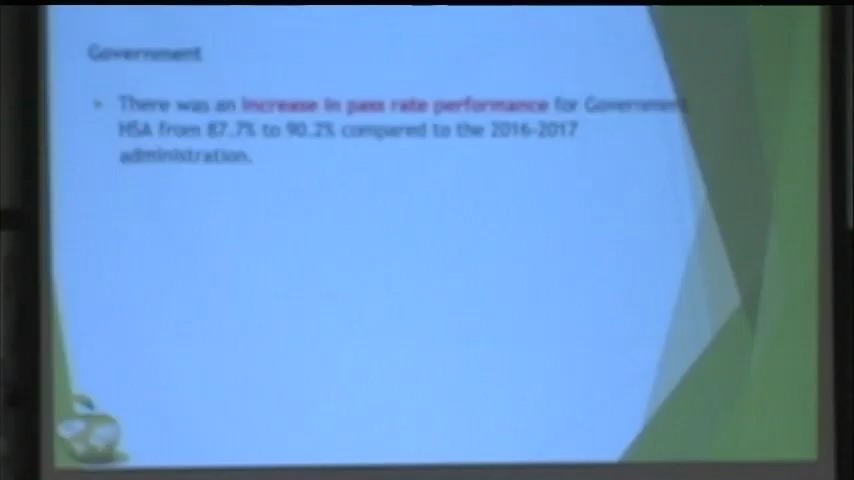 Government
• There was an increase in pass rate performance for Government
HSA from 87.7% to 90.2% compared to the 2016-2017
administration.